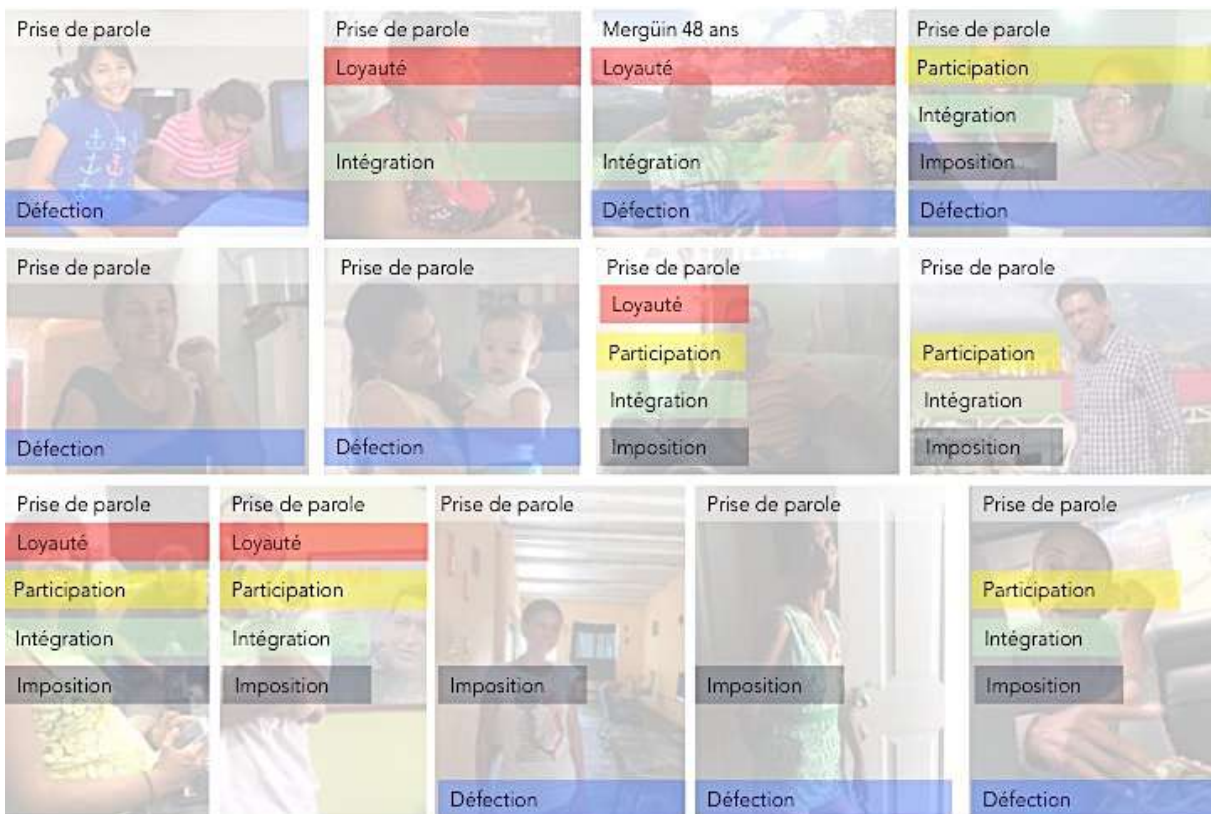 Prise de parole
Défection
Prise de parole
Loyauté
Intégration
Mergüin 48 ans
Loyauté
Intégration
Défection
Prise de parole
Participation
Intégration
Imposition
Défection
Prise de parole
Défection
Prise de parole
Défection
Prise de parole
Loyauté
Participation
Intégration
Imposition
Prise de parole
Participation
Intégration
Imposition
Prise de parole
Loyauté
Participation
Intégration
Imposition
Prise de parole
Loyauté
Participation
Intégration
Imposition
Prise de parole
Imposition
Défection
Prise de parole
Imposition
Défection
Prise de parole
Participation
Intégration
Imposition
Défection